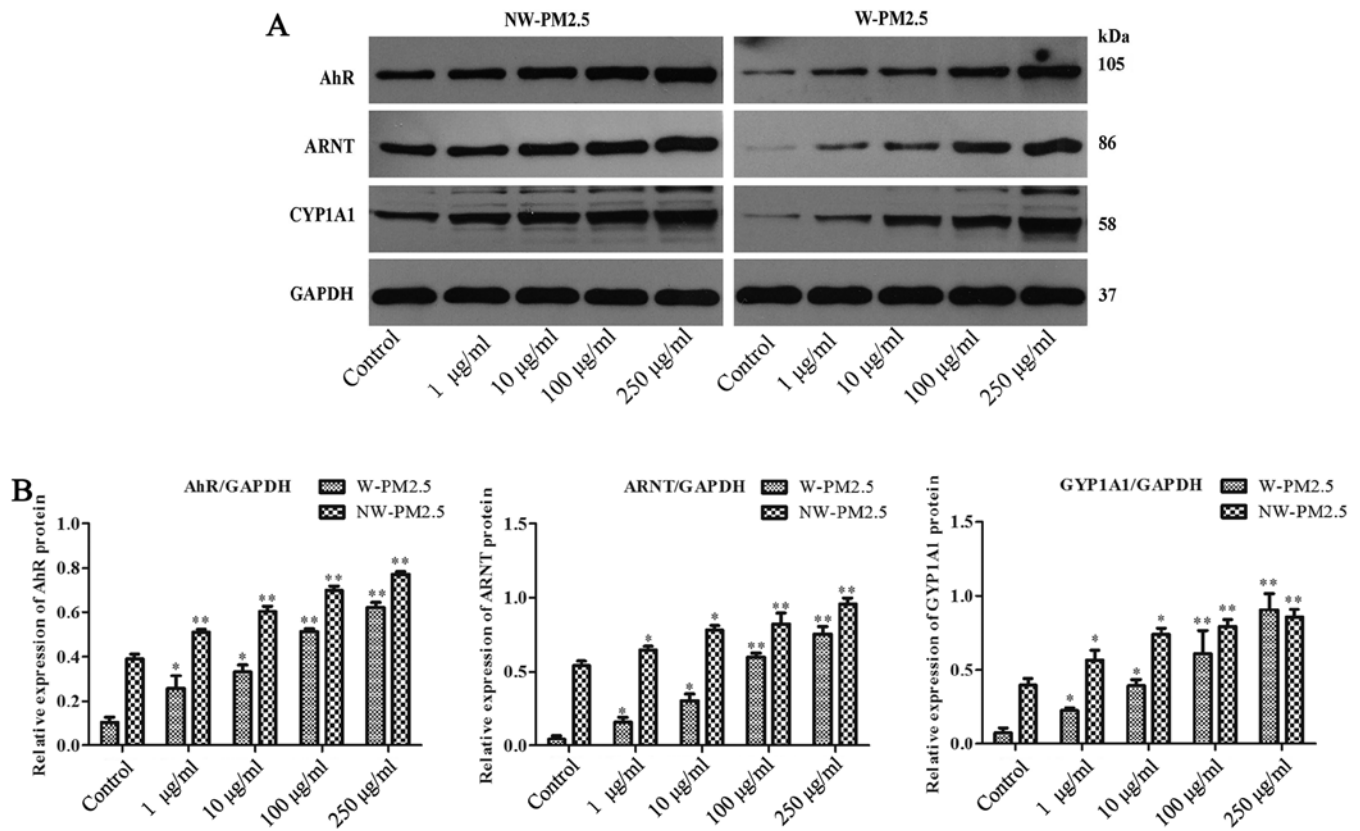 A
NW-PM2.5
W-PM2.5
kDa
AhR
105
ARNT
86
CYP1A1
58
GAPDH
37
Control
1 µg/ml
10 µg/ml
100 µg/ml
250 µg/ml
Control
1 µg/ml
10 µg/ml
100 µg/ml
250 µg/ml
B
AhR/GAPDH
W-PM2.5
NW-PM2.5
Relative expression of AhR protein
1.0
0.8
0.6
0.4
0.2
0.0
* ** * ** ** ** ** **
Control
1 µg/ml
10 µg/ml
100 µg/ml
250 µg/ml
ARNT/GAPDH
W-PM2.5
NW-PM2.5
Relative expression of ARNT protein
1.5
1.0
0.5
0.0
* * * * ** ** ** **
Control
1 µg/ml
10 µg/ml
100 µg/ml
250 µg/ml
GYP1A1/GAPDH
W-PM2.5
NW-PM2.5
Relative expression of GYP1A1 protein
1.5
1.0
0.5
0.0
* * * * ** ** ** **
Control
1 µg/ml
10 µg/ml
100 µg/ml
250 µg/ml